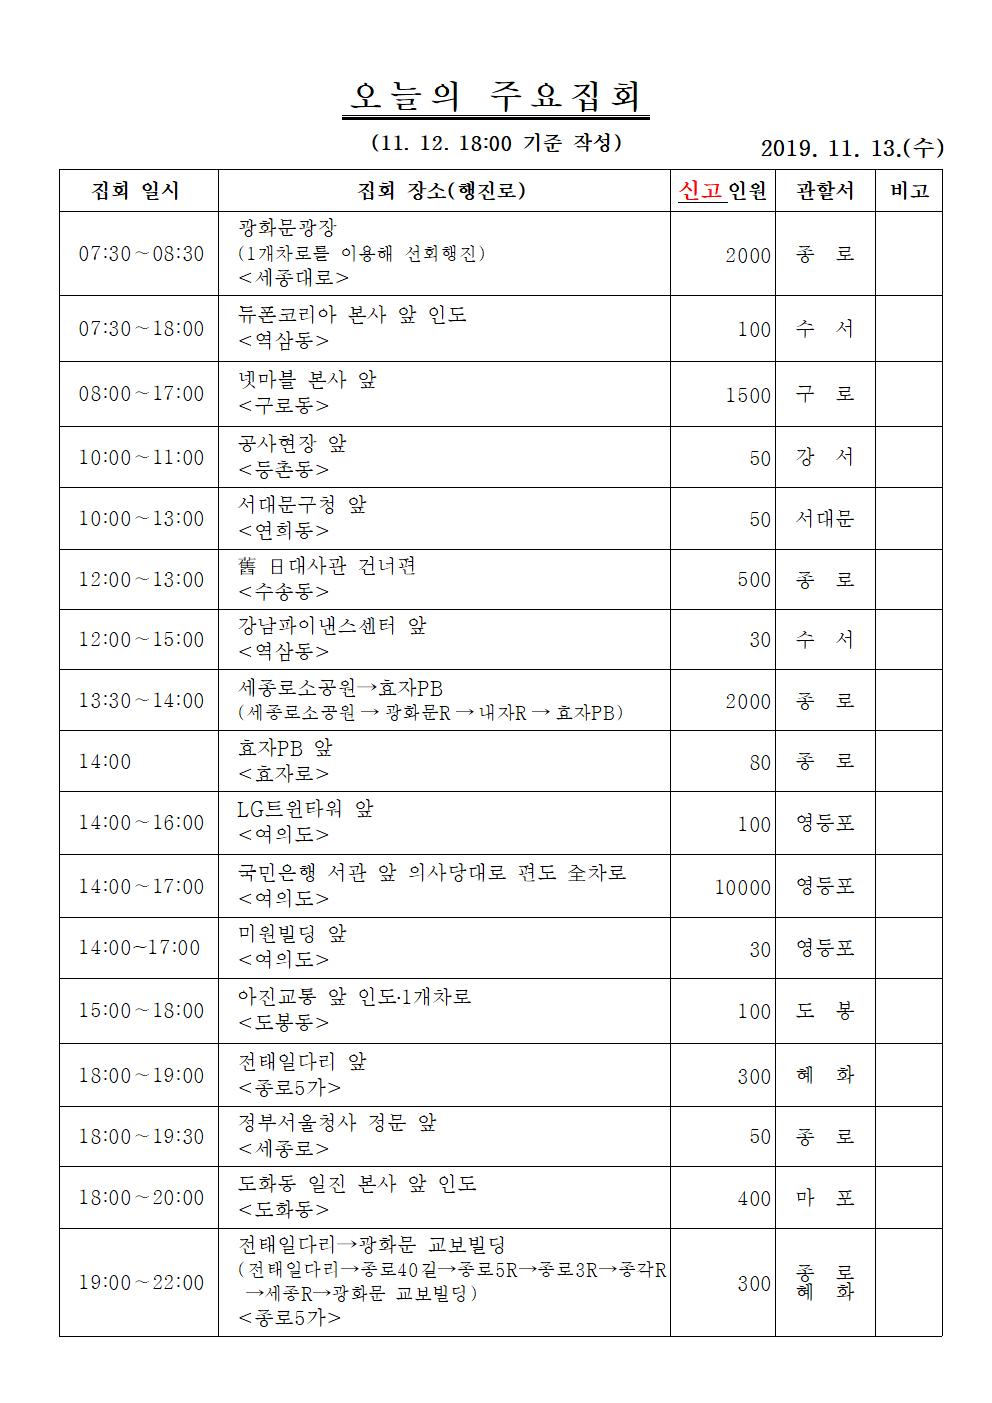 오늘의 주요집회
(11. 12. 18:00 기준 작성)
2019. 11. 13.(수)
집회 일시 집회 장소(행진로) 신고인원 관할서 비고
07:30~08:30 광화문광장 2000 종 로
(1개차로를 이용해 선회행진)
<세종대로>
07:30~18:00 듀폰코리아 본사 앞 인도 100 수 서
<역삼동>
08:00~17:00 넷마블 본사 앞 1500 구 로
<구로동>
10:00~11:00 공사현장 앞 50 강 서
<등촌동>
10:00~13:00 서대문구청 앞 50 서대문
<연희동>
12:00~13:00 舊 日대사관 건너편 500 종 로
<수송동>
12:00~15:00 강남파이낸스센터 앞 30 수 서
<역삼동>
13:30~14:00 세종로소공원→효자PB 2000 종 로
(세종로소공원→광화문R→내자R→효자PB)
14:00 효자PB 앞 80 종 로
<효자로>
14:00~16:00 LG트윈타워 앞 100 영등포
<여의도>
14:00~17:00 국민은행 서관 앞 의사당대로 편도 全차로 10000 영등포
<여의도>
14:00~17:00 미원빌딩 앞 30 영등포
<여의도>
15:00~18:00 아진교통 앞 인도·1개차로 100 도 봉
<도봉동>
18:00~19:00 전태일다리 앞 300 혜 화
<종로5가>
18:00~19:30 정부서울청사 정문 앞 50 종 로
<세종로>
18:00~20:00 도화동 일진 본사 앞 인도 400 마 포
<도화동>
19:00~22:00 전태일다리→광화문 교보빌딩 300 종 로
(전태일다리→종로40길→종로5R→종로3R→종각R 혜 화
→세종R→광화문 교보빌딩)
<종로5가>